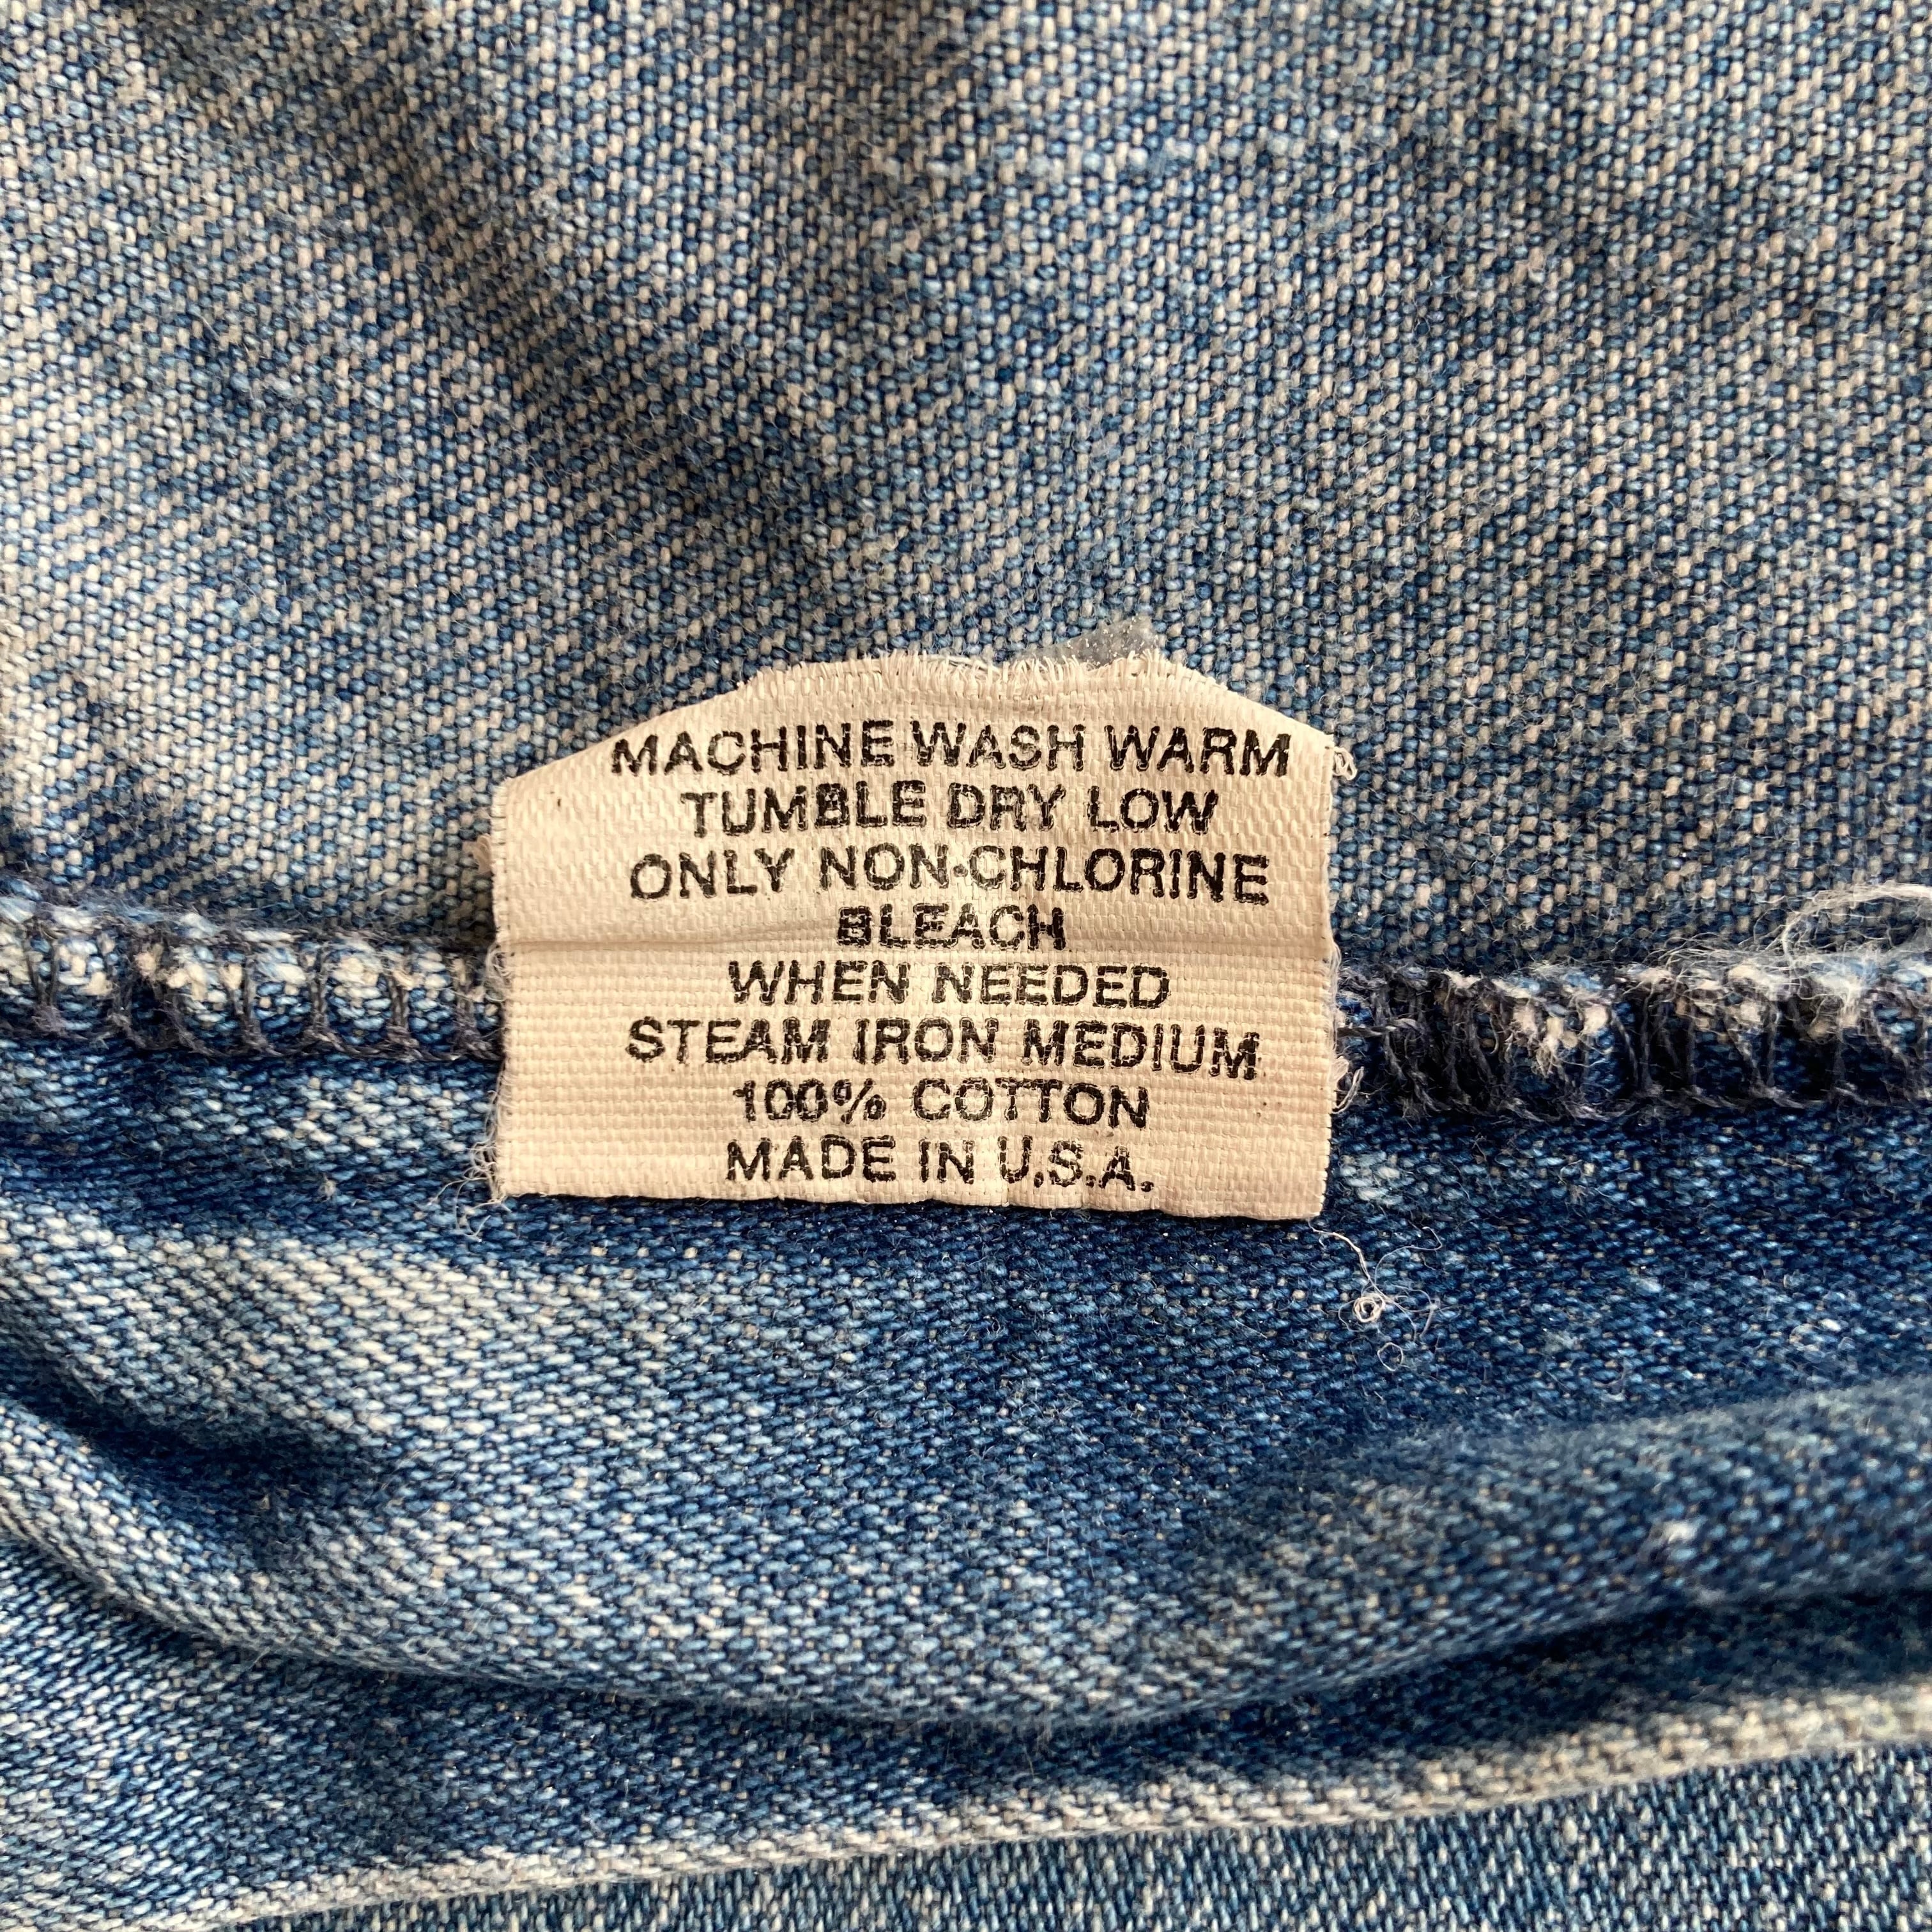 MACHINE WASH WARM
TUMBLE DRY LOW
ONLY NON-CHLORINE
BLEACH
WHEN NEEDED
STEAM IRON MEDIUM
100% COTTON
MADE IN U.S.A.